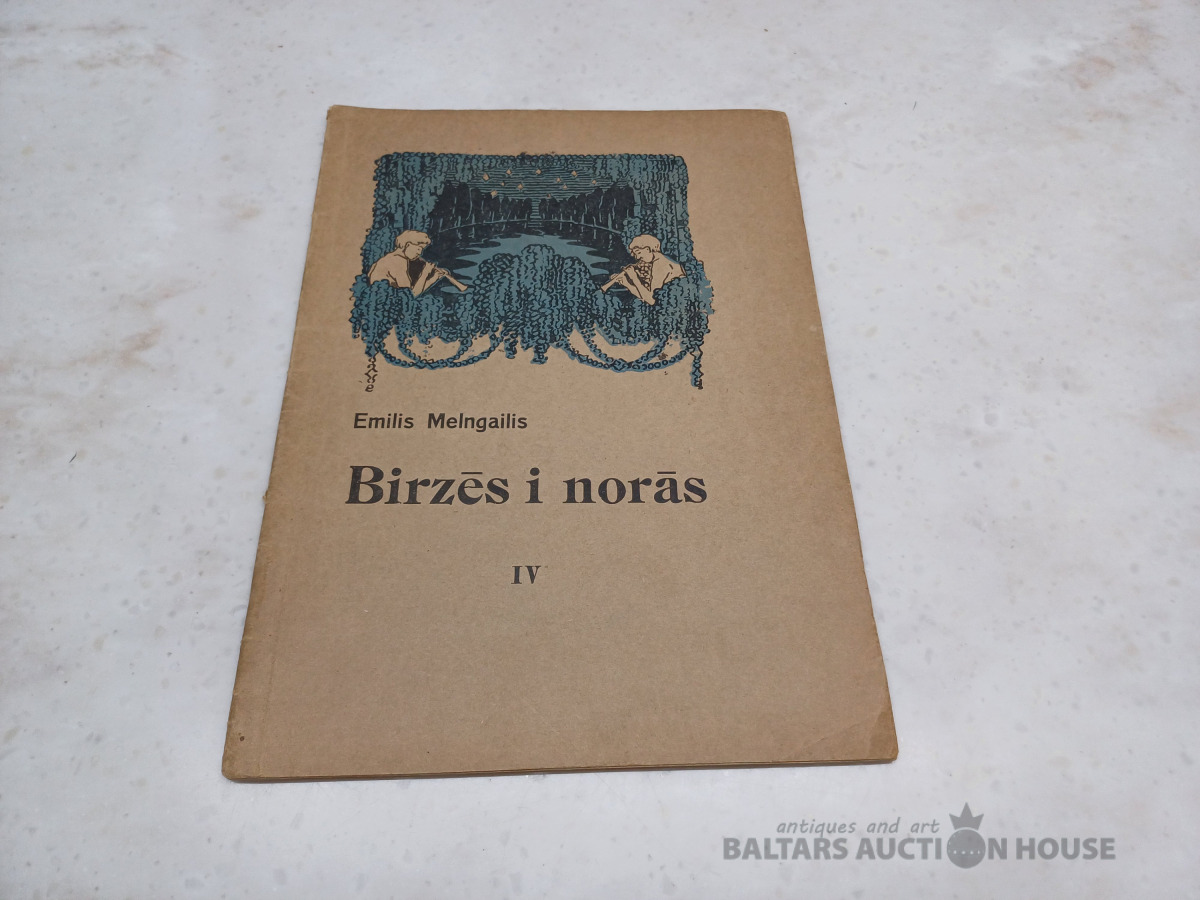 Emilis Melngailis
Birzēs i norās
IV
antiques and art
BALTARS AUCTION HOUSE